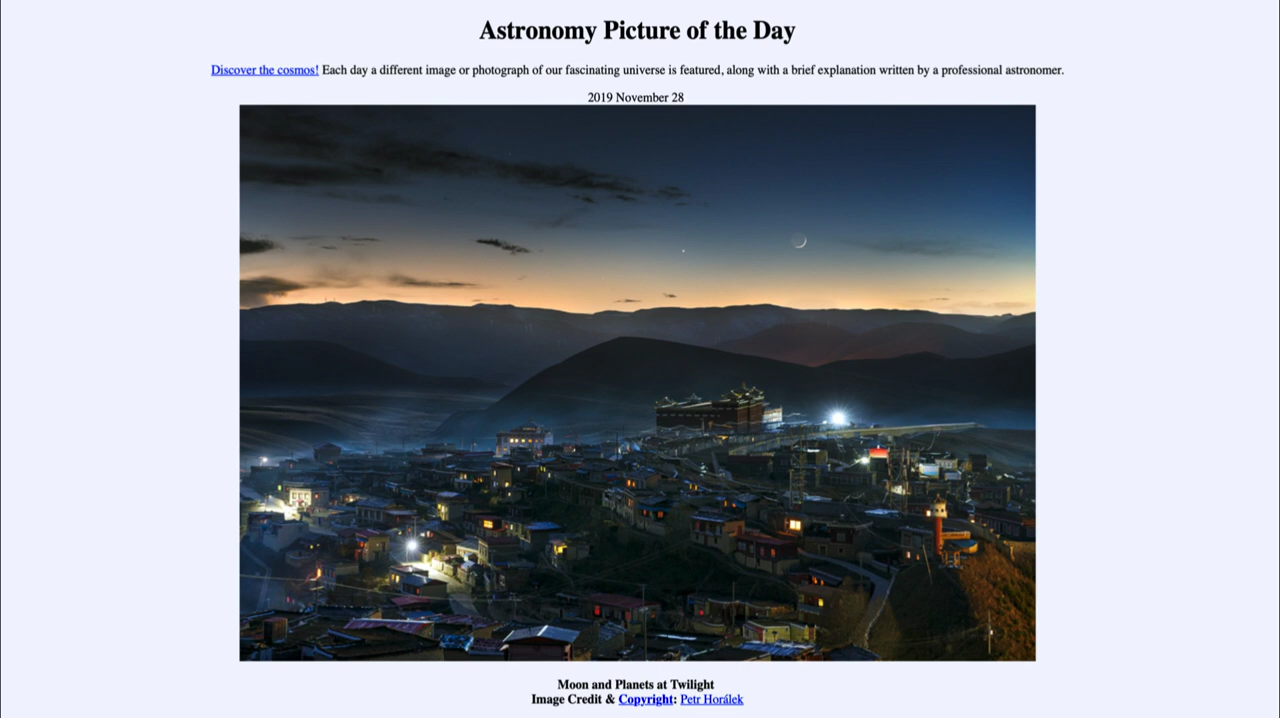 Astronomy Picture of the Day
Discover the cosmos! Each day a different image or photograph of our fascinating universe is featured, along with a brief explanation written by a professional astronomer.
2019 November 28
Moon and Planets at Twilight
Image Credit & Copyright: Petr Horálek